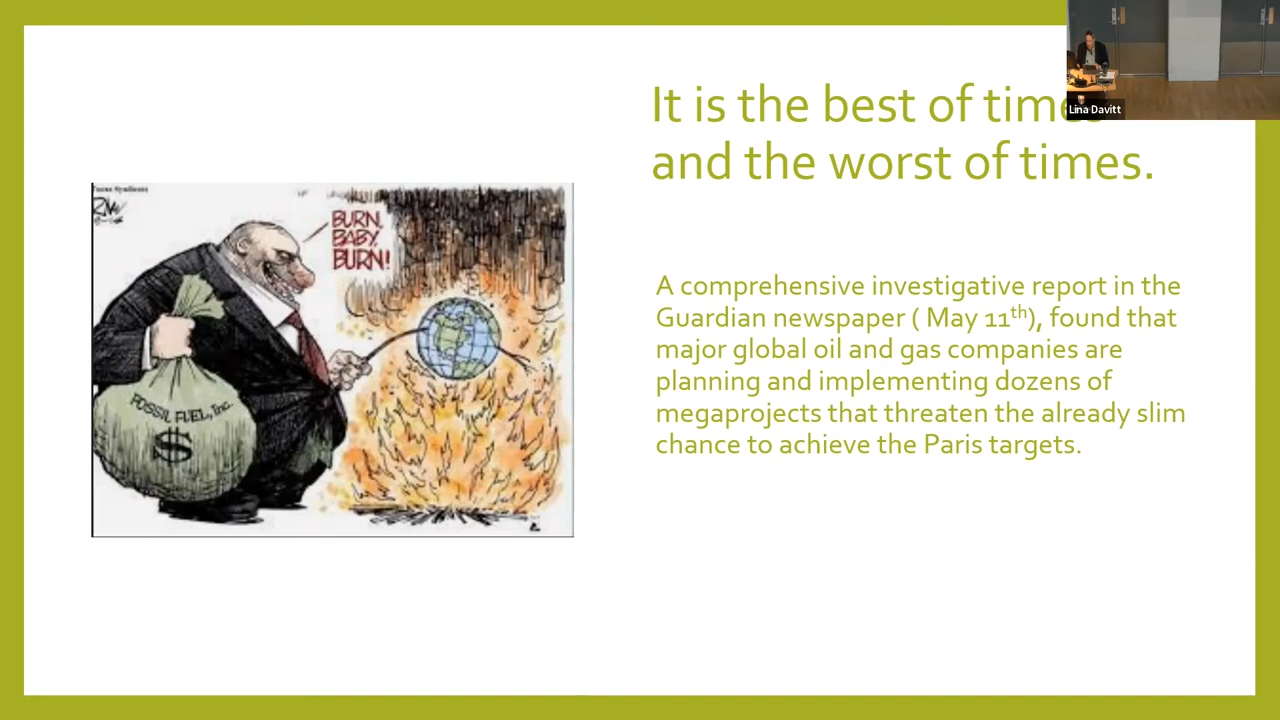 It is the best of times
and the worst of times.
Lina Davitt
BURN,
BABY,
BURN!
FOSSIL FUEL, Inc.
$
A comprehensive investigative report in the
Guardian newspaper ( May 11th), found that
major global oil and gas companies are
planning and implementing dozens of
megaprojects that threaten the already slim
chance to achieve the Paris targets.